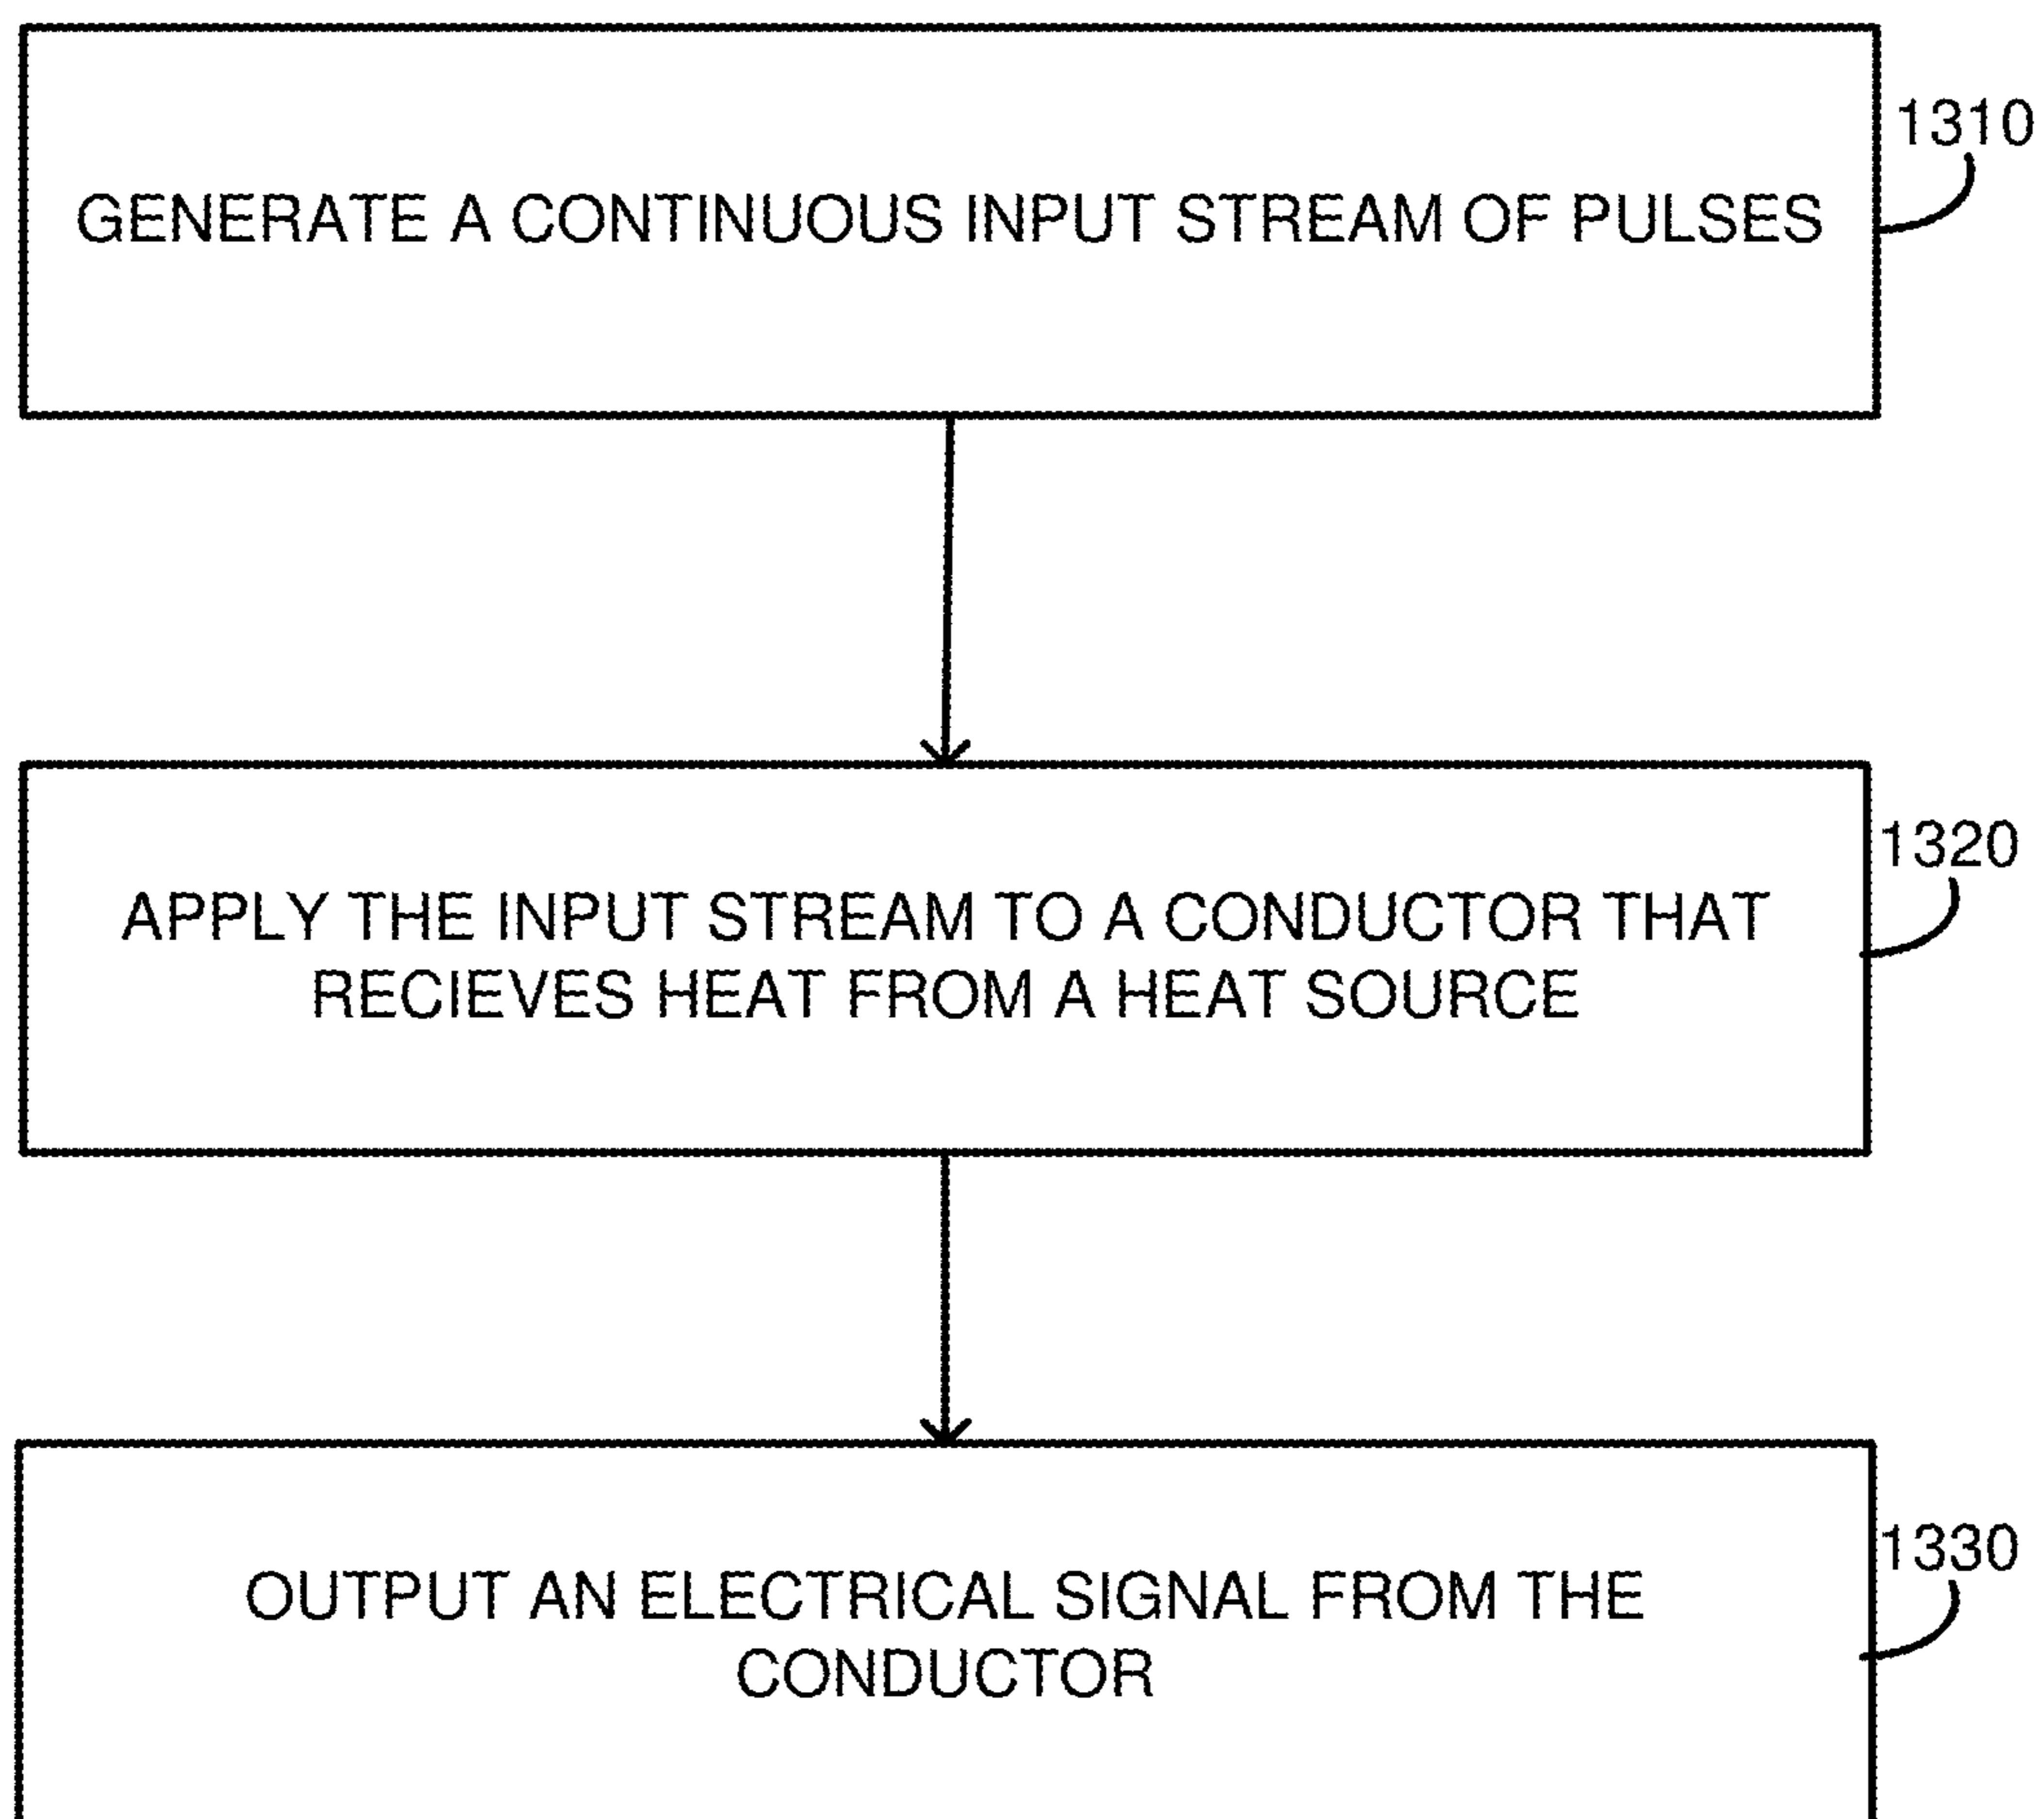 1310
GENERATE A CONTINUOUS INPUT STREAM OF PULSES
1320
APPLY THE INPUT STREAM TO A CONDUCTOR THAT
RECIEVES HEAT FROM A HEAT SOURCE
1330
OUTPUT AN ELECTRICAL SIGNAL FROM THE
CONDUCTOR